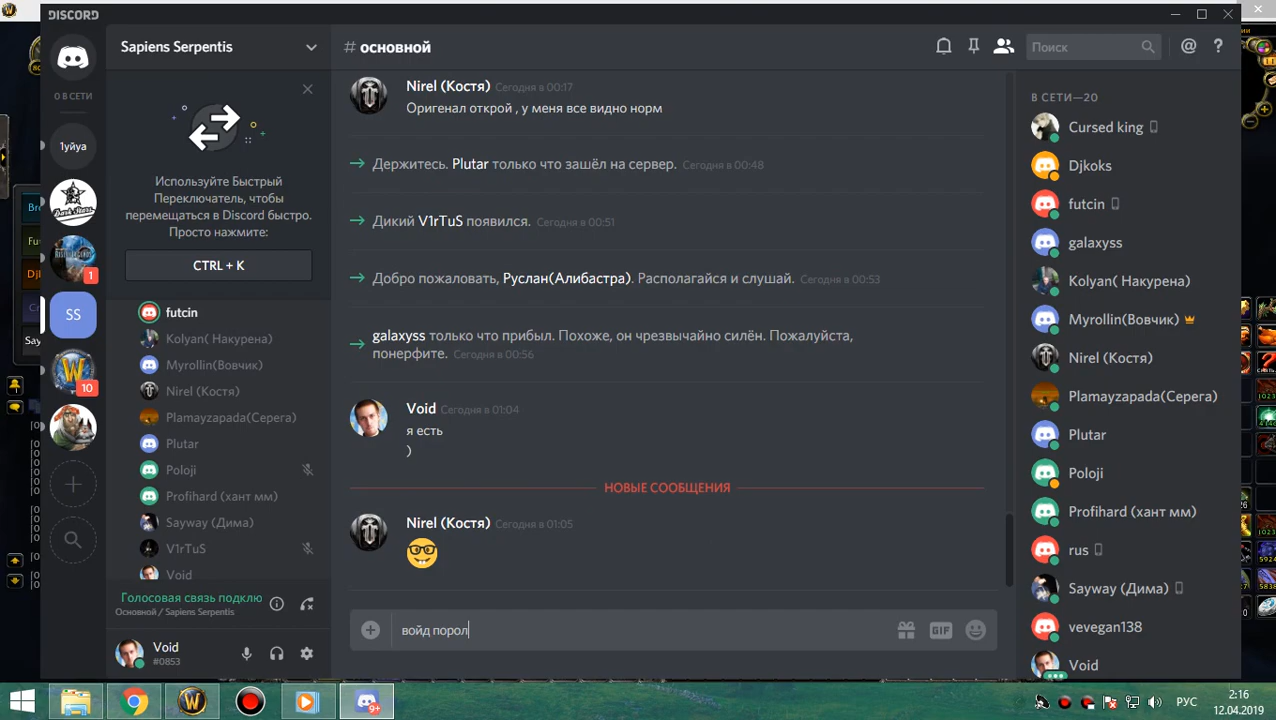 DISCORD
0 В СЕТИ
1уйуа
1
SS
10
Sapiens Serpentis
Используйте Быстрый
Переключатель, чтобы
перемещаться в Discord быстро.
Просто нажмите:
CTRL + K
futcin
Kolyan( Накурена)
Myrollin(Вовчик)
Nirel (Костя)
Plamayzapada(Серега)
Plutar
Poloji
Profihard (хант мм)
Sayway (Дима)
V1rTuS
Void
Голосовая связь подклю
Основной / Sapiens Serpentis
Void
#0853
# основной
Поиск
Nirel (Костя) Сегодня в 00:17
Оригенал открой , у меня все видно норм
Держитесь. Plutar только что зашёл на сервер. Сегодня в 00:48
Дикий V1rTuS появился. Сегодня в 00:51
Добро пожаловать, Руслан(Алибастра). Располагайся и слушай. Сегодня в 00:53
galaxyss только что прибыл. Похоже, он чрезвычайно силён. Пожалуйста,
понерфите. Сегодня в 00:56
Void Сегодня в 01:04
я есть
)
НОВЫЕ СООБЩЕНИЯ
Nirel (Костя) Сегодня в 01:05
войд порол
GIF
В СЕТИ—20
Cursed king
Djkoks
futcin
galaxyss
Kolyan( Накурена)
Myrollin(Вовчик)
Nirel (Костя)
Plamayzapada(Серега)
Plutar
Poloji
Profihard (хант мм)
rus
Sayway (Дима)
vevegan138
Void
9+
РУС
2:16
12.04.2019